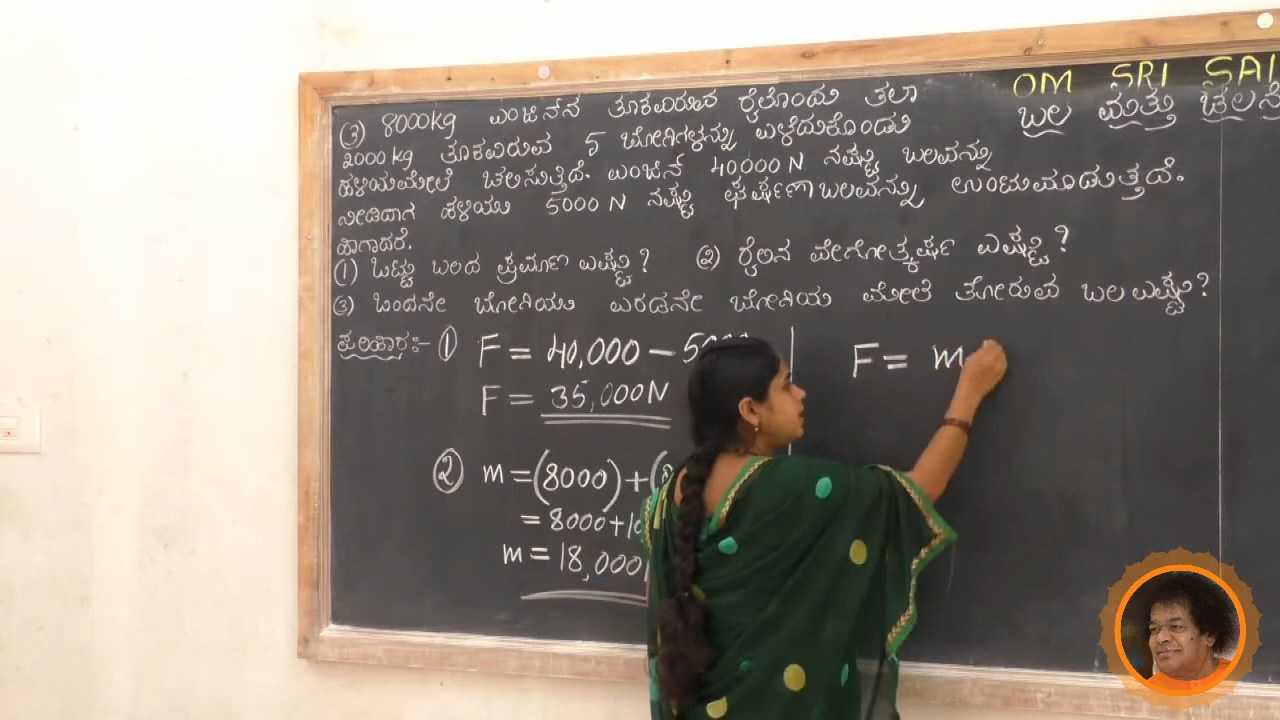 OM SRI SAI
ಬಲ ಮತ್ತು ಚಲನೆ
③ 8000kg ಎಂಜಿನ್‌ನ ತೂಕವಿರುವ ರೈಲೊಂದು ತಲಾ
2000 kg ತೂಕವಿರುವ 5 ಬೋಗಿಗಳನ್ನು ಎಳೆದುಕೊಂಡು
ಹಳಿಯಮೇಲೆ ಚಲಿಸುತ್ತಿದೆ. ಎಂಜಿನ್ 40000 N ನಷ್ಟು ಬಲವನ್ನು
ನೀಡಿದಾಗ ಹಳಿಯು 5000 N ನಷ್ಟು ಘರ್ಷಣಾ ಬಲವನ್ನು ಉಂಟುಮಾಡುತ್ತದೆ.
ಹಾಗಾದರೆ.
① ಒಟ್ಟು ಬಲದ ಪ್ರಮಾಣ ಎಷ್ಟು? ② ರೈಲಿನ ವೇಗೋತ್ಕರ್ಷ ಎಷ್ಟು?
③ ಒಂದನೇ ಬೋಗಿಯು ಎರಡನೇ ಬೋಗಿಯ ಮೇಲೆ ತೋರುವ ಬಲ ಎಷ್ಟು?
ಪರಿಹಾರ:- ① F = 40,000 - 5
F = 35,000N
② m = (8000) + (
= 8000 + 10
m = 18,000
F = m